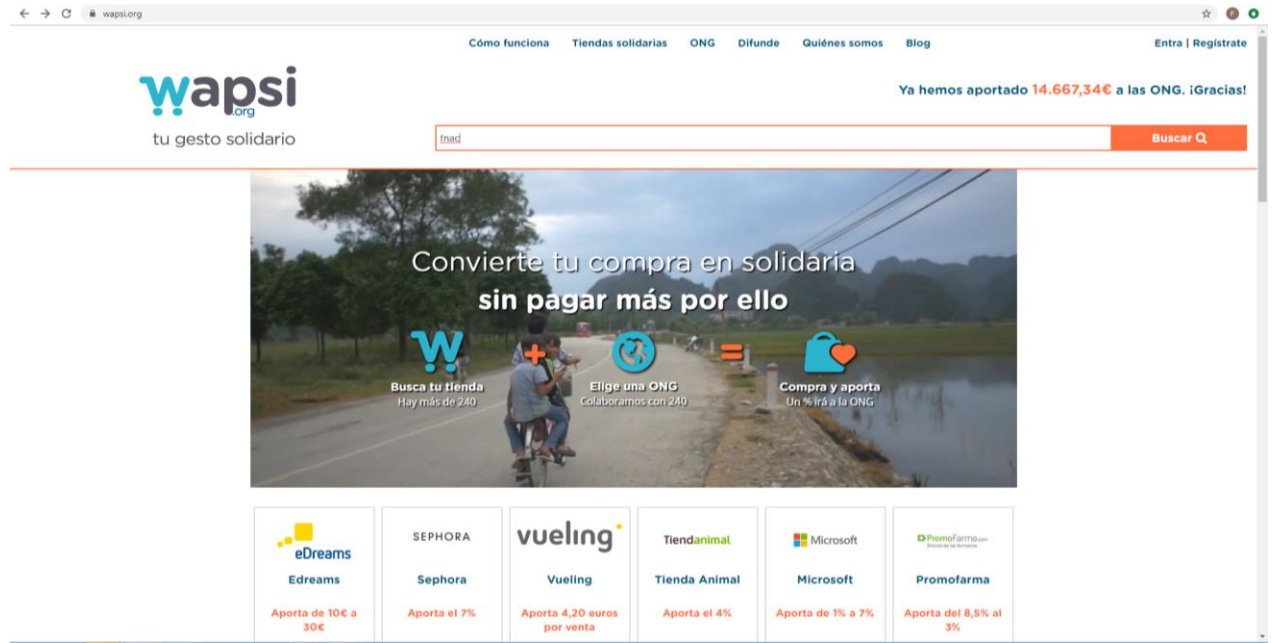 wapsi.org
Cómo funciona Tiendas solidarias ONG Difunde Quiénes somos Blog Entra | Regístrate
wapsi
.org
tu gesto solidario
Ya hemos aportado 14.667,34€ a las ONG. ¡Gracias!
fnac Buscar
Convierte tu compra en solidaria
sin pagar más por ello
Busca tu tienda
Hay más de 240
+
Elige una ONG
Colaboramos con 240
=
Compra y aporta
Un % irá a la ONG
eDreams
Edreams
Aporta de 10€ a
30€
SEPHORA
Sephora
Aporta el 7%
vueling
Vueling
Aporta 4,20 euros
por venta
Tiendanimal
Tienda Animal
Aporta el 4%
Microsoft
Microsoft
Aporta de 1% a 7%
PromoFarma.com
Promofarma
Aporta del 8,5% al
3%